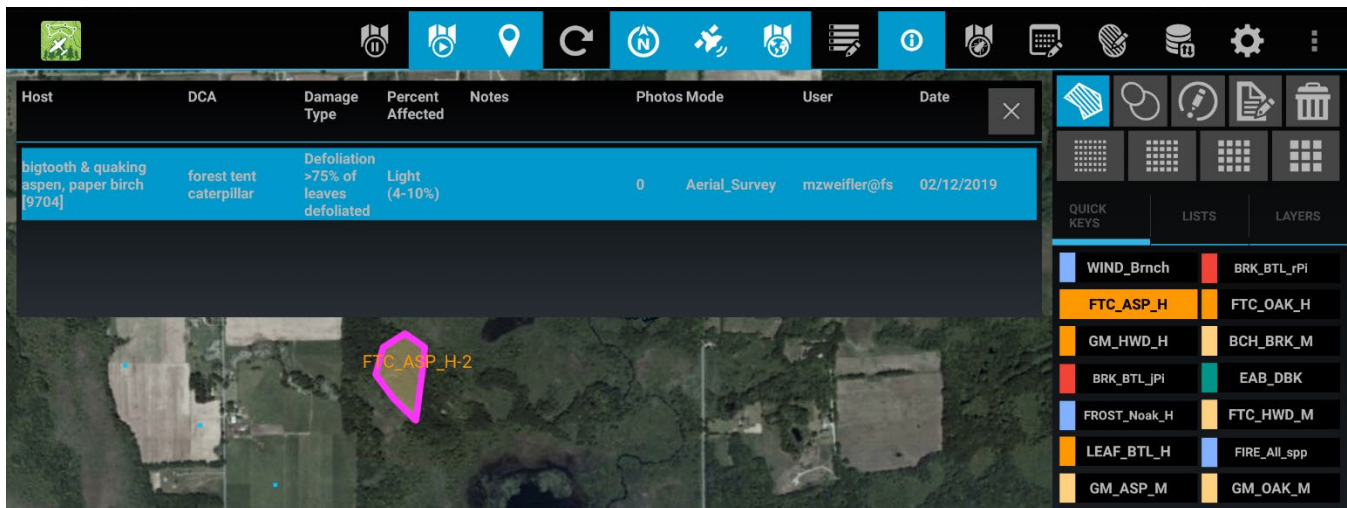 Host DCA Damage Percent Notes Photos Mode User Date
Type Affected
bigtooth & quaking
aspen, paper birch
[9704]
forest tent
caterpillar
Defoliation
>75% of
leaves
defoliated
Light
(4-10%)
0 Aerial_Survey mzweifler@fs 02/12/2019
QUICK
KEYS
LISTS LAYERS
WIND_Brnch BRK_BTL_rPi
FTC_ASP_H FTC_OAK_H
GM_HWD_H BCH_BRK_M
BRK_BTL_jPi EAB_DBK
FROST_Noak_H FTC_HWD_M
LEAF_BTL_H FIRE_All_spp
GM_ASP_M GM_OAK_M
FTC_ASP_H-2
N